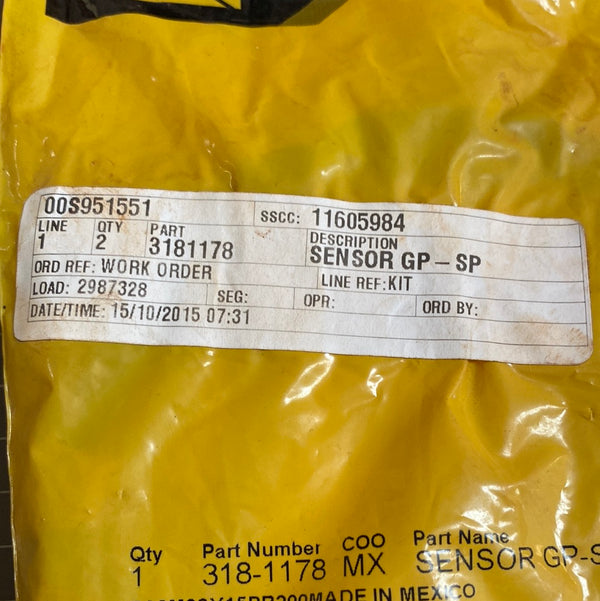 00S951551 SSCC: 11605984
LINE QTY PART DESCRIPTION
1 2 3181178 SENSOR GP-SP
ORD REF: WORK ORDER LINE REF:KIT
LOAD: 2987328 SEG: OPR: ORD BY:
DATE/TIME: 15/10/2015 07:31
Qty Part Number COO Part Name
1 318-1178 MX SENSOR GP-S
MADE IN MEXICO